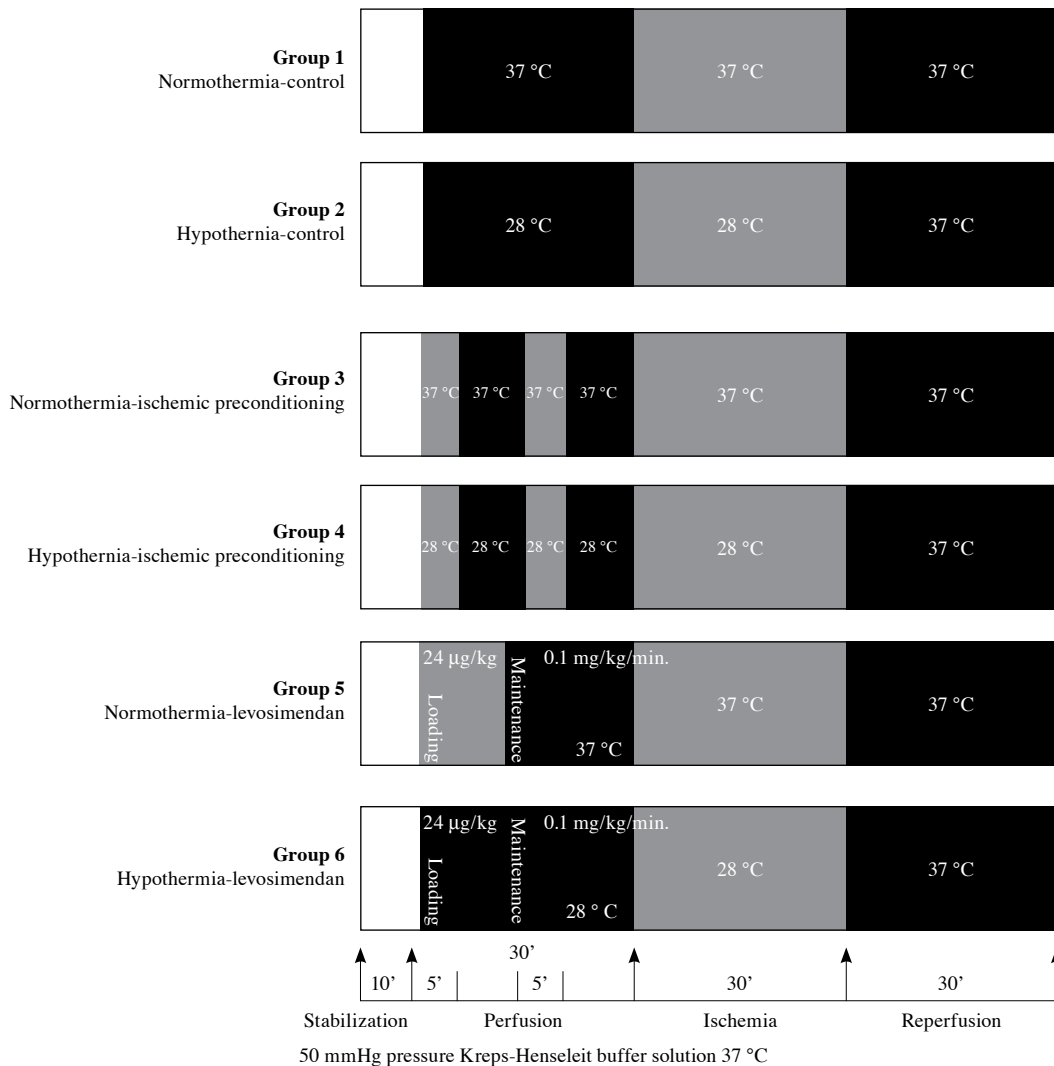 Group 1
Normothermia-control
37 °C
37 °C
37 °C
Group 2
Hypothernia-control
28 °C
28 °C
37 °C
Group 3
Normothermia-ischemic preconditioning
37 °C
37 °C
37 °C
37 °C
37 °C
37 °C
Group 4
Hypothernia-ischemic preconditioning
28 °C
28 °C
28 °C
28 °C
28 °C
37 °C
Group 5
Normothermia-levosimendan
24 µg/kg
Loading
Maintenance
0.1 mg/kg/min.
37 °C
37 °C
37 °C
Group 6
Hypothermia-levosimendan
24 µg/kg
Loading
Maintenance
0.1 mg/kg/min.
28 ° C
28 °C
37 °C
30’
10’ 5’ 5’ 30’ 30’
Stabilization Perfusion Ischemia Reperfusion
50 mmHg pressure Kreps-Henseleit buffer solution 37 °C